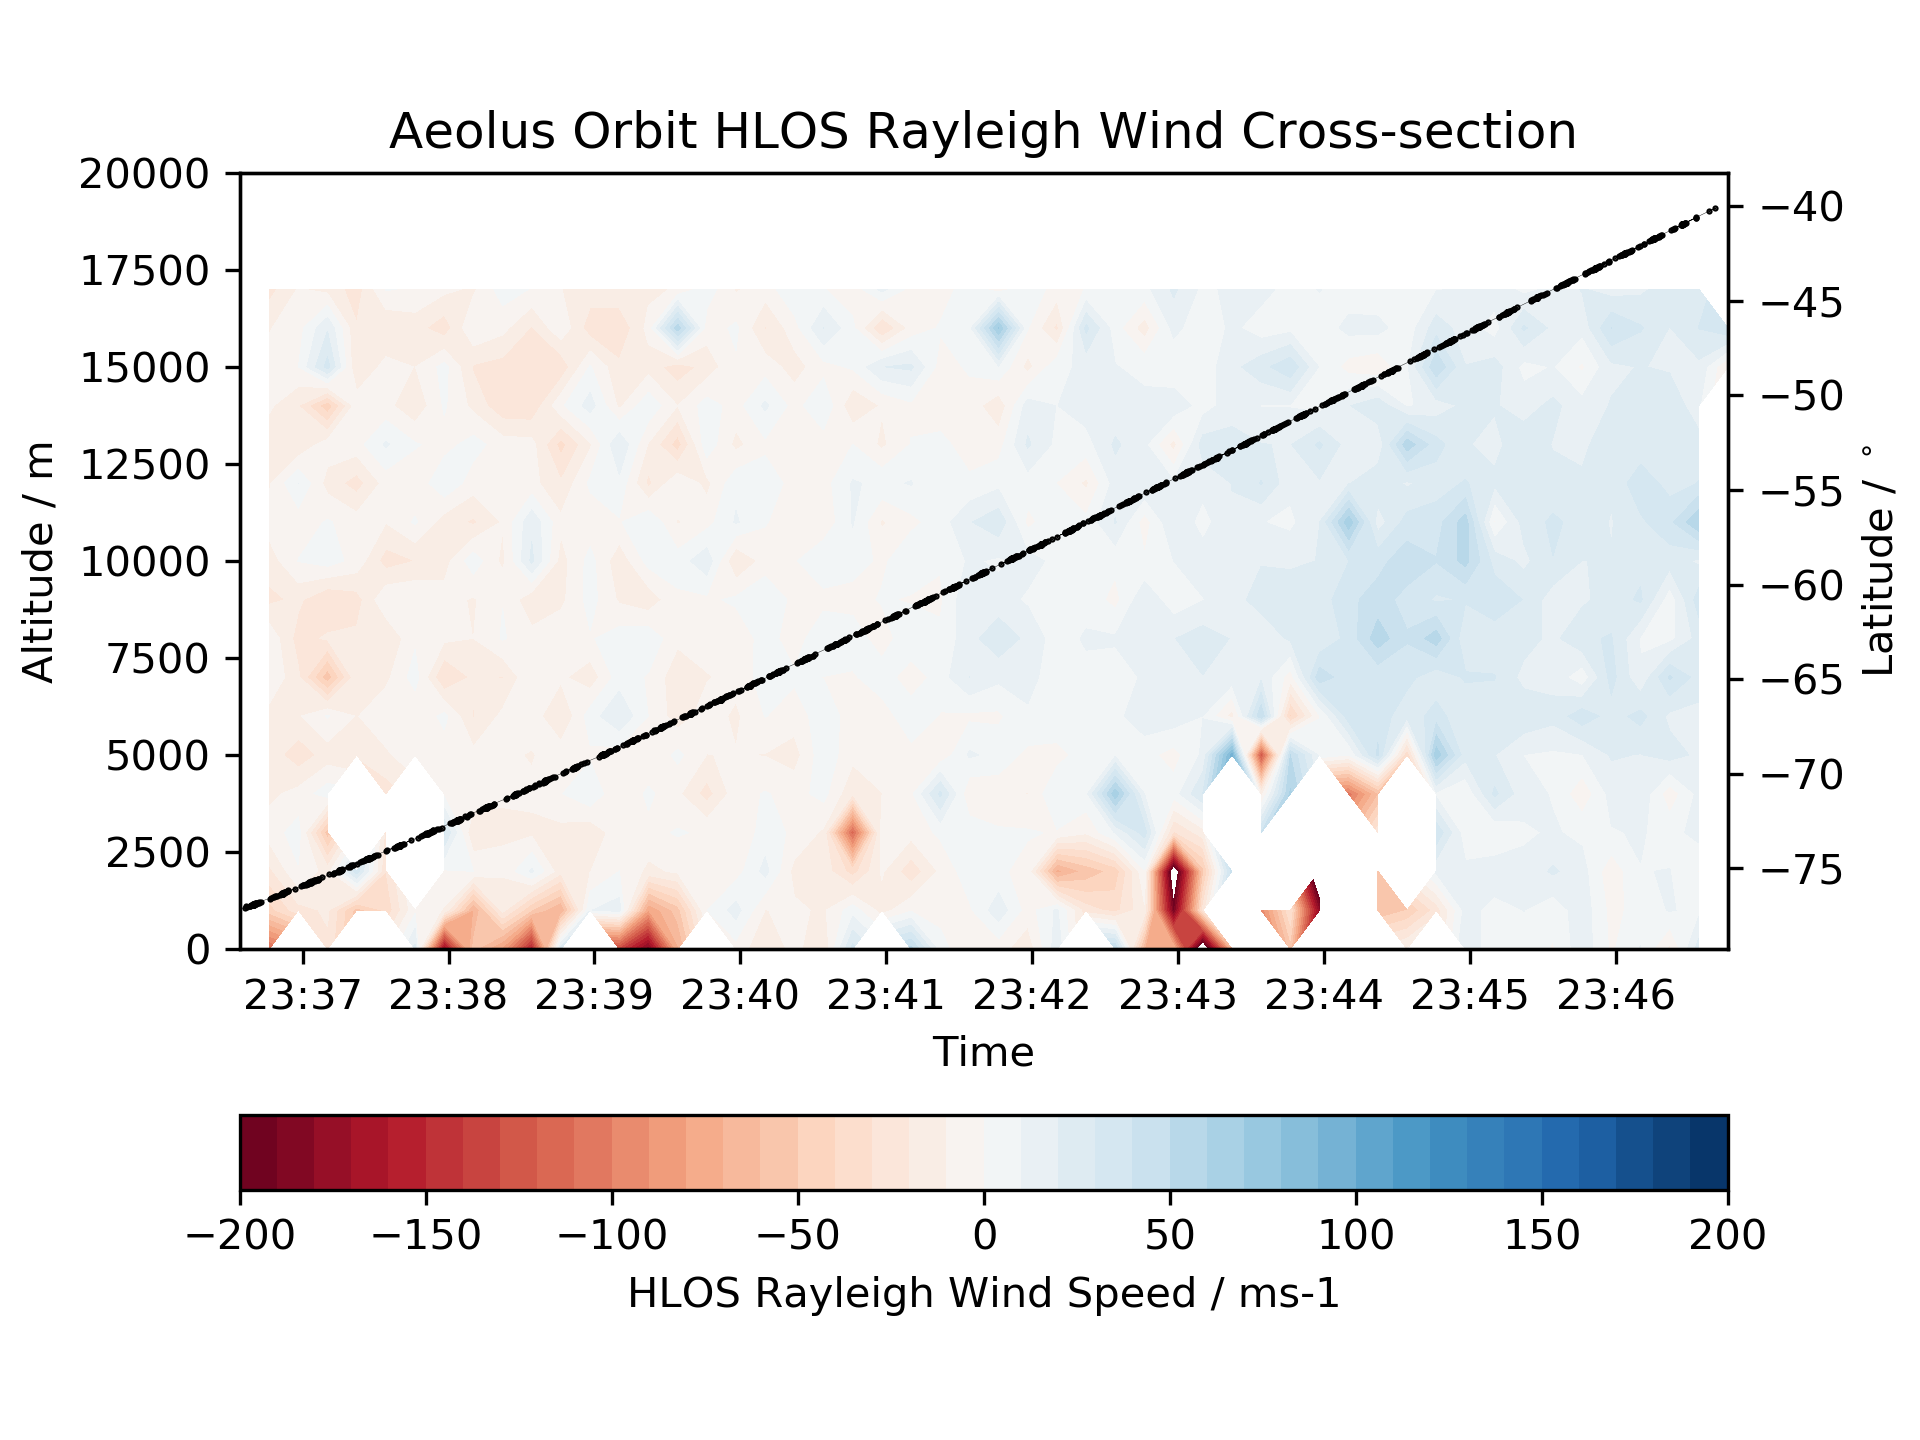 Aeolus Orbit HLOS Rayleigh Wind Cross-section
20000
17500
15000
12500
10000
7500
5000
2500
0
Altitude / m
−40
−45
−50
−55
−60
−65
−70
−75
Latitude / °
23:37 23:38 23:39 23:40 23:41 23:42 23:43 23:44 23:45 23:46
Time
−200 −150 −100 −50 0 50 100 150 200
HLOS Rayleigh Wind Speed / ms-1